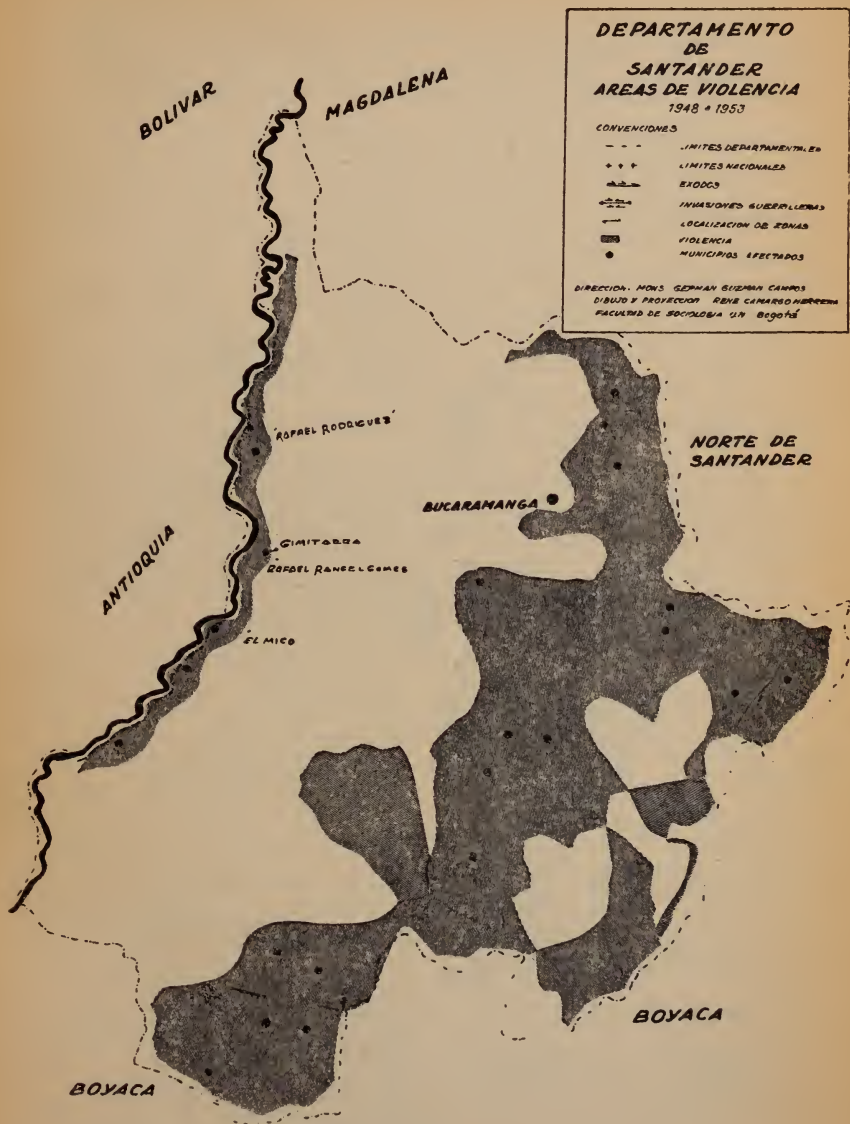 DEPARTAMENTO
DE
SANTANDER
AREAS DE VIOLENCIA
1948 a 1953
CONVENCIONES
LIMITES DEPARTAMENTALES
LIMITES NACIONALES
EXODOS
INVASIONES GUERRILLERAS
LOCALIZACION DE ZONAS
VIOLENCIA
MUNICIPIOS AFECTADOS
DIRECCION. MONS GERMAN GUZMAN CAMPOS
DIBUJO Y PROYECCION RENE CAMARGO HERRERA
FACULTAD DE SOCIOLOGIA UN Bogotá
BOLIVAR
MAGDALENA
'RAFAEL RODRIGUEZ'
NORTE DE
SANTANDER
BUCARAMANGA
ANTIOQUIA
CIMITARRA
RAFAEL RANGEL GOMES
'EL MICO
BOYACA
BOYACA